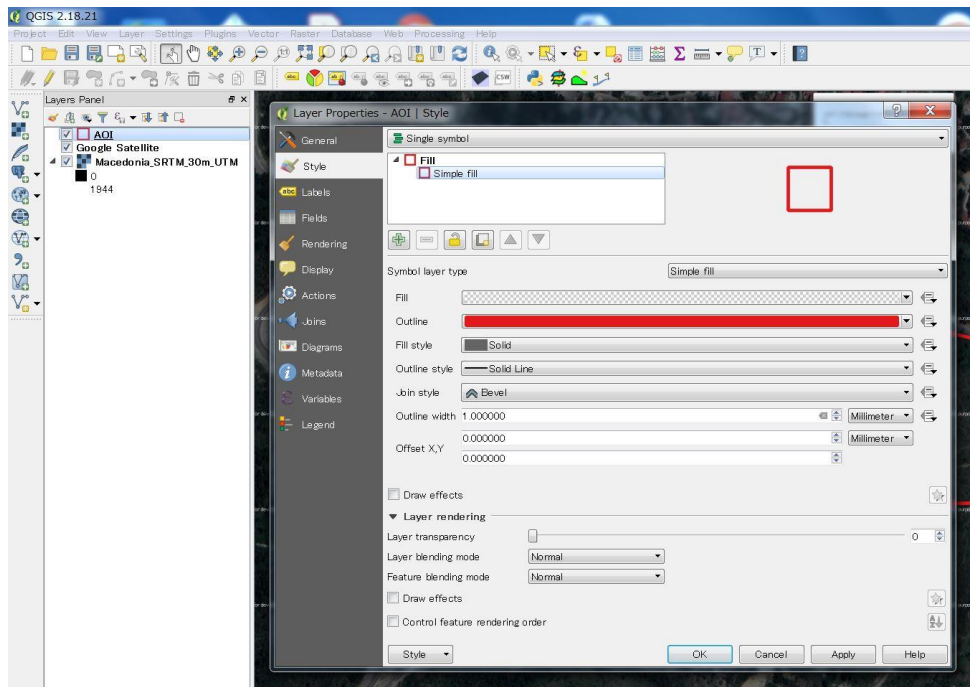 QGIS 2.18.21
Project Edit View Layer Settings Plugins Vector Raster Database Web Processing Help
abc CSW
Layers Panel
AOI
Google Satellite
Macedonia_SRTM_30m_UTM
0
1944
Layer Properties - AOI | Style
General
Style
Labels
Fields
Rendering
Display
Actions
Joins
Diagrams
Metadata
Variables
Legend
Single symbol
Fill
Simple fill
Symbol layer type Simple fill
Fill
Outline
Fill style Solid
Outline style Solid Line
Join style Bevel
Outline width 1.000000 Millimeter
Offset X,Y 0.000000 Millimeter
0.000000
Draw effects
Layer rendering
Layer transparency 0
Layer blending mode Normal
Feature blending mode Normal
Draw effects
Control feature rendering order
Style OK Cancel Apply Help